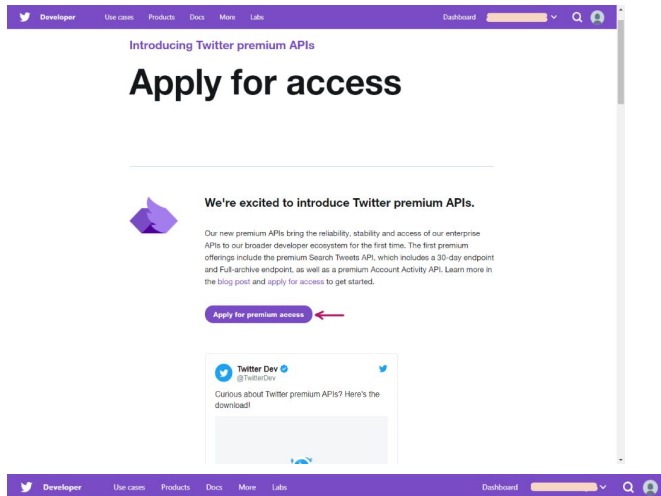 Developer Use cases Products Docs More Labs Dashboard
Introducing Twitter premium APIs
Apply for access
We're excited to introduce Twitter premium APIs.
Our new premium APIs bring the reliability, stability and access of our enterprise
APIs to our broader developer ecosystem for the first time. The first premium
offerings include the premium Search Tweets API, which includes a 30-day endpoint
and Full-archive endpoint, as well as a premium Account Activity API. Learn more in
the blog post and apply for access to get started.
Apply for premium access
Twitter Dev
@TwitterDev
Curious about Twitter premium APIs? Here's the
download!
Developer Use cases Products Docs More Labs Dashboard